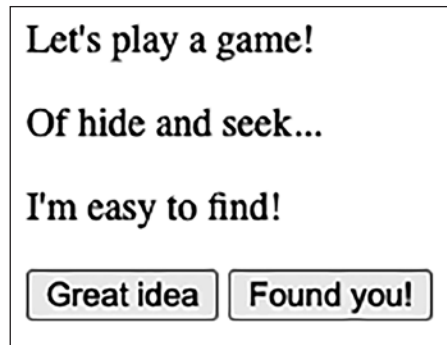 Let's play a game!
Of hide and seek...
I'm easy to find!
Great idea Found you!